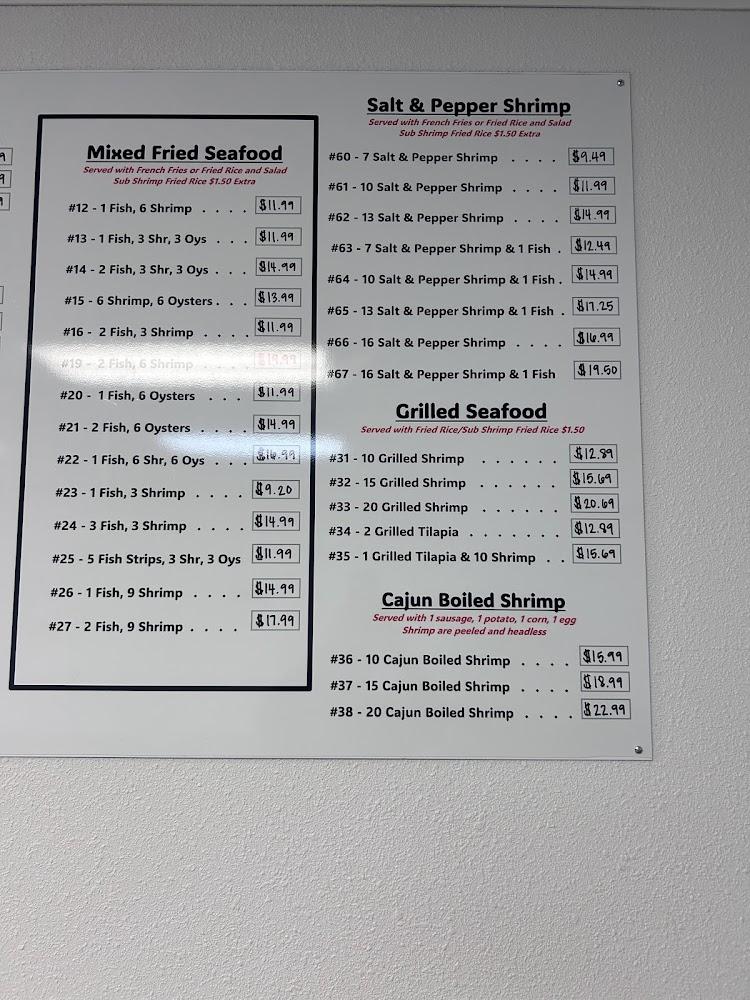 Mixed Fried Seafood
Served with French Fries or Fried Rice and Salad
Sub Shrimp Fried Rice $1.50 Extra
#12 - 1 Fish, 6 Shrimp . . . . $11.99
#13 - 1 Fish, 3 Shr, 3 Oys . . . $11.99
#14 - 2 Fish, 3 Shr, 3 Oys . . . $14.99
#15 - 6 Shrimp, 6 Oysters . . . $13.99
#16 - 2 Fish, 3 Shrimp . . . . $11.99
#19 - 2 Fish, 6 Shrimp . . . .
#20 - 1 Fish, 6 Oysters . . . $11.99
#21 - 2 Fish, 6 Oysters . . . . $14.99
#22 - 1 Fish, 6 Shr, 6 Oys . . . $16.99
#23 - 1 Fish, 3 Shrimp . . . . $9.20
#24 - 3 Fish, 3 Shrimp . . . . $14.99
#25 - 5 Fish Strips, 3 Shr, 3 Oys $11.99
#26 - 1 Fish, 9 Shrimp . . . . $14.99
#27 - 2 Fish, 9 Shrimp . . . . $17.99
Salt & Pepper Shrimp
Served with French Fries or Fried Rice and Salad
Sub Shrimp Fried Rice $1.50 Extra
#60 - 7 Salt & Pepper Shrimp . . . . $9.49
#61 - 10 Salt & Pepper Shrimp . . . . $11.99
#62 - 13 Salt & Pepper Shrimp . . . . $14.99
#63 - 7 Salt & Pepper Shrimp & 1 Fish . $12.49
#64 - 10 Salt & Pepper Shrimp & 1 Fish . $14.99
#65 - 13 Salt & Pepper Shrimp & 1 Fish . $17.25
#66 - 16 Salt & Pepper Shrimp . . . . $16.99
#67 - 16 Salt & Pepper Shrimp & 1 Fish $19.50
Grilled Seafood
Served with Fried Rice/Sub Shrimp Fried Rice $1.50
#31 - 10 Grilled Shrimp . . . . . . $12.89
#32 - 15 Grilled Shrimp . . . . . . $15.69
#33 - 20 Grilled Shrimp . . . . . . $20.69
#34 - 2 Grilled Tilapia . . . . . . . $12.89
#35 - 1 Grilled Tilapia & 10 Shrimp . . $15.69
Cajun Boiled Shrimp
Served with 1 sausage, 1 potato, 1 corn, 1 egg
Shrimp are peeled and headless
#36 - 10 Cajun Boiled Shrimp . . . . $15.99
#37 - 15 Cajun Boiled Shrimp . . . . $18.99
#38 - 20 Cajun Boiled Shrimp . . . . $22.99